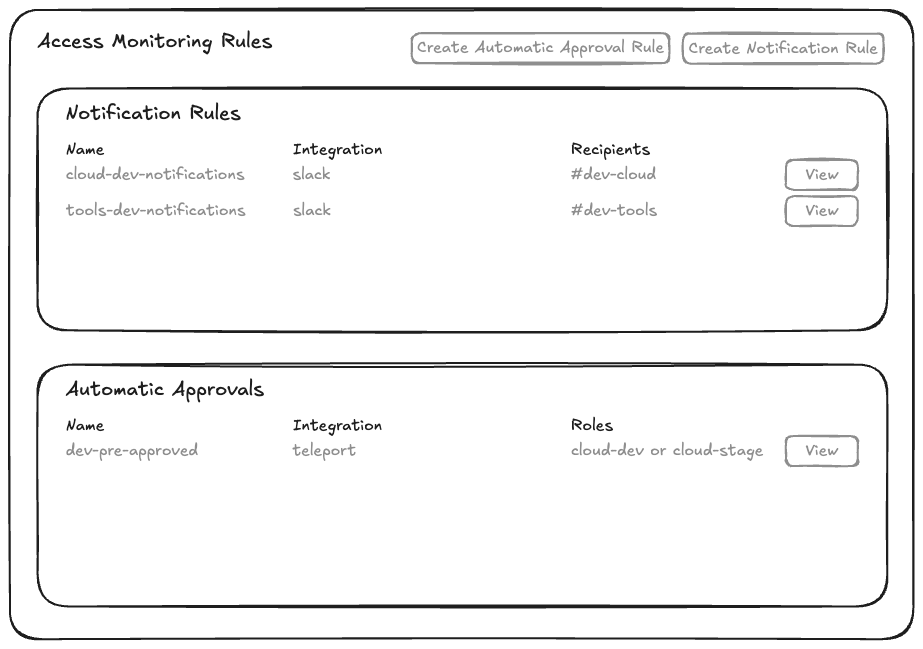 Access Monitoring Rules
Create Automatic Approval Rule
Create Notification Rule
Notification Rules
Name Integration Recipients
cloud-dev-notifications slack #dev-cloud View
tools-dev-notifications slack #dev-tools View
Automatic Approvals
Name Integration Roles
dev-pre-approved teleport cloud-dev or cloud-stage View